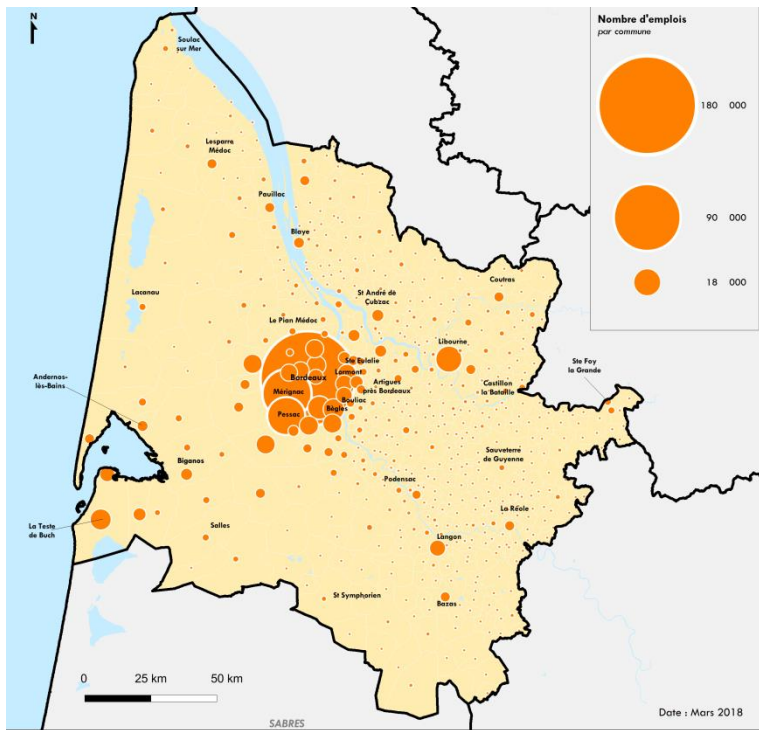 N
Nombre d'emplois
par commune
180 000
90 000
18 000
Soulac
sur Mer
Lesparre
Médoc
Pauillac
Blaye
Lacanau
St André de
Cubzac
Coutras
Le Pian Médoc
Libourne
Ste Eulalie
Lormont
Bordeaux
Artigues
près Bordeaux
Castillon
la Bataille
Ste Foy
la Grande
Andernos-
lès-Bains
Mérignac
Bouliac
Pessac
Bègles
Biganos
Sauveterre
de Guyenne
Podensac
La Réole
La Teste
de Buch
Salles
Langon
St Symphorien
Bazas
0 25 km 50 km
SABRES
Date : Mars 2018